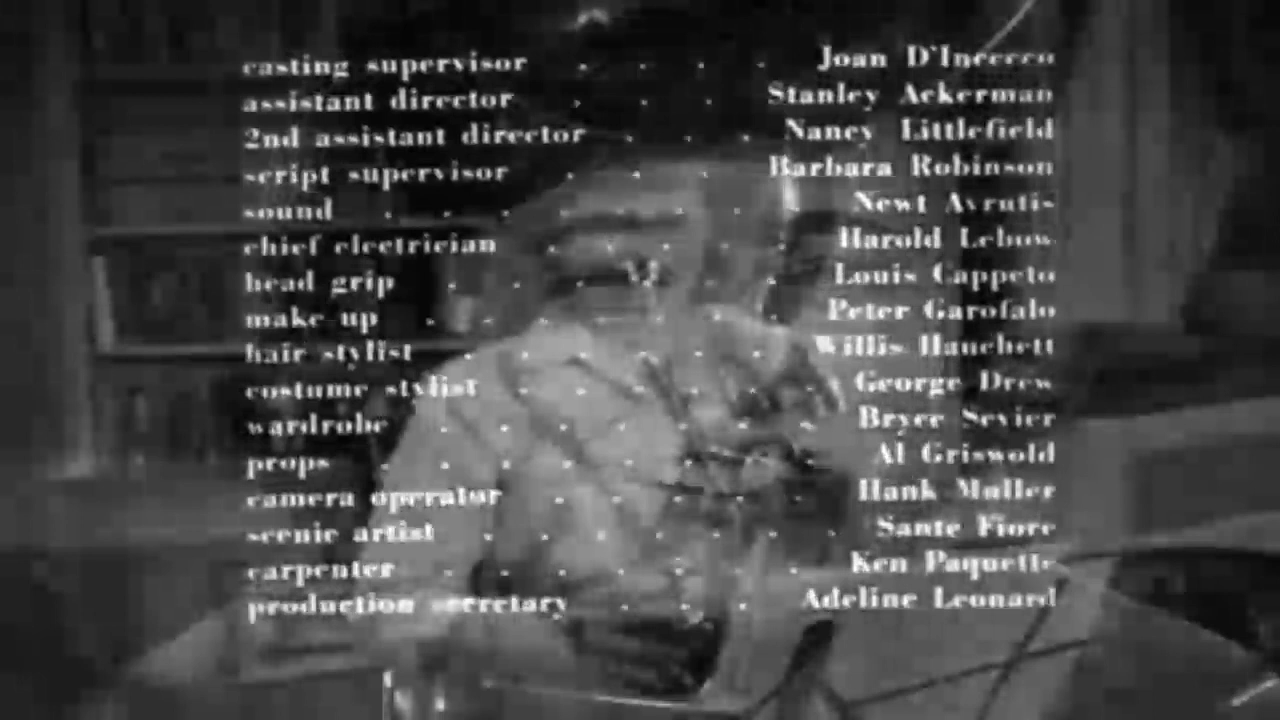 casting supervisor . . . . Joan D'Incecco
assistant director . . . Stanley Ackerman
2nd assistant director . . . Nancy Littlefield
script supervisor . . . Barbara Robinson
sound . . . . . . . Newt Avrutis
chief electrician . . . . . Harold Lebow
head grip . . . . . . Louis Cappeto
make-up . . . . . . Peter Garofalo
hair stylist . . . . . . Willis Hanchett
costume stylist . . . . . . George Drew
wardrobe . . . . . . . Bryce Sevier
props . . . . . . . . Al Griswold
camera operator . . . . . Hank Muller
scenic artist . . . . . . . Sante Fiore
carpenter . . . . . . . Ken Paquette
production secretary . . . Adeline Leonard